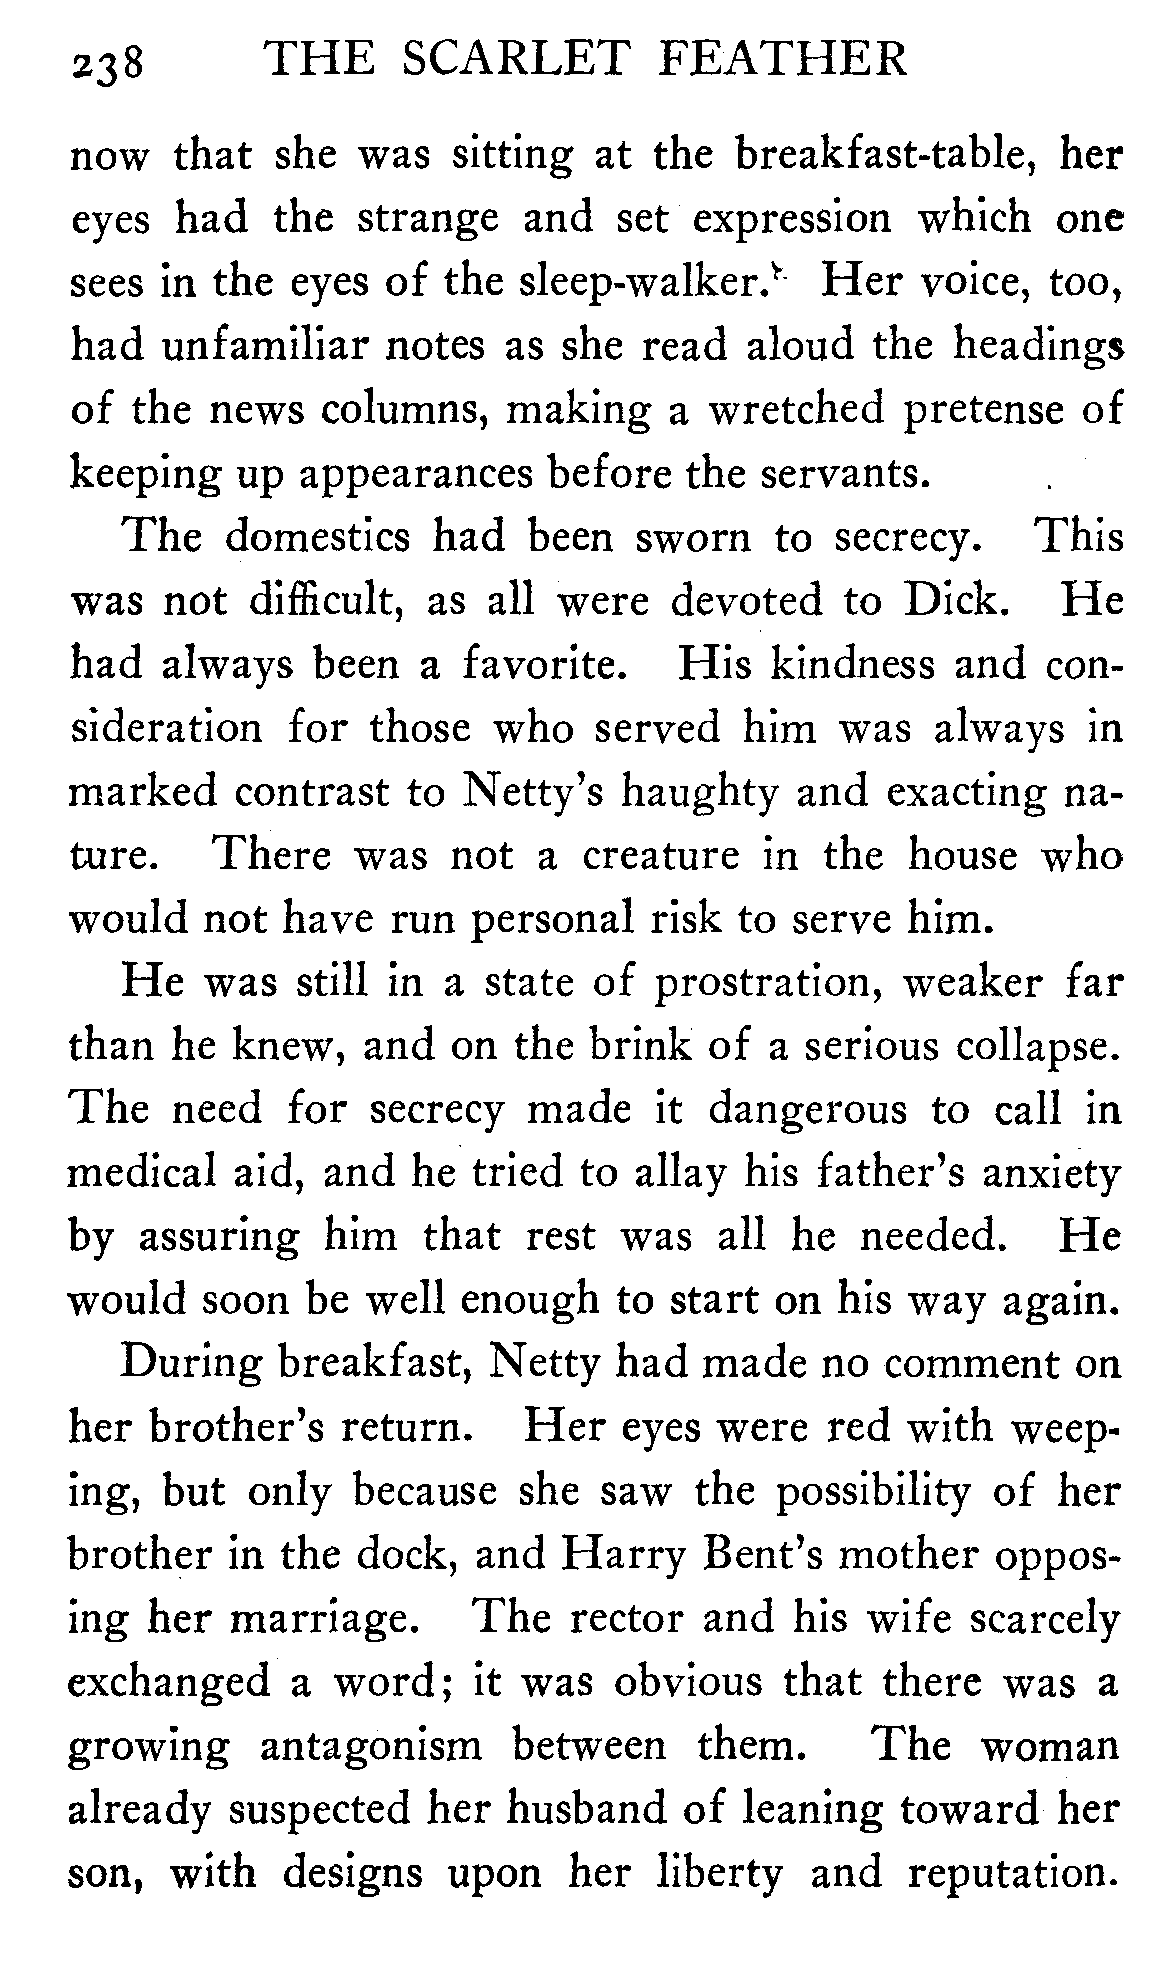 238 THE SCARLET FEATHER
now that she was sitting at the breakfast-table, her
eyes had the strange and set expression which one
sees in the eyes of the sleep-walker. Her voice, too,
had unfamiliar notes as she read aloud the headings
of the news columns, making a wretched pretense of
keeping up appearances before the servants.
The domestics had been sworn to secrecy. This
was not difficult, as all were devoted to Dick. He
had always been a favorite. His kindness and con-
sideration for those who served him was always in
marked contrast to Netty's haughty and exacting na-
ture. There was not a creature in the house who
would not have run personal risk to serve him.
He was still in a state of prostration, weaker far
than he knew, and on the brink of a serious collapse.
The need for secrecy made it dangerous to call in
medical aid, and he tried to allay his father's anxiety
by assuring him that rest was all he needed. He
would soon be well enough to start on his way again.
During breakfast, Netty had made no comment on
her brother's return. Her eyes were red with weep-
ing, but only because she saw the possibility of her
brother in the dock, and Harry Bent's mother oppos-
ing her marriage. The rector and his wife scarcely
exchanged a word; it was obvious that there was a
growing antagonism between them. The woman
already suspected her husband of leaning toward her
son, with designs upon her liberty and reputation.